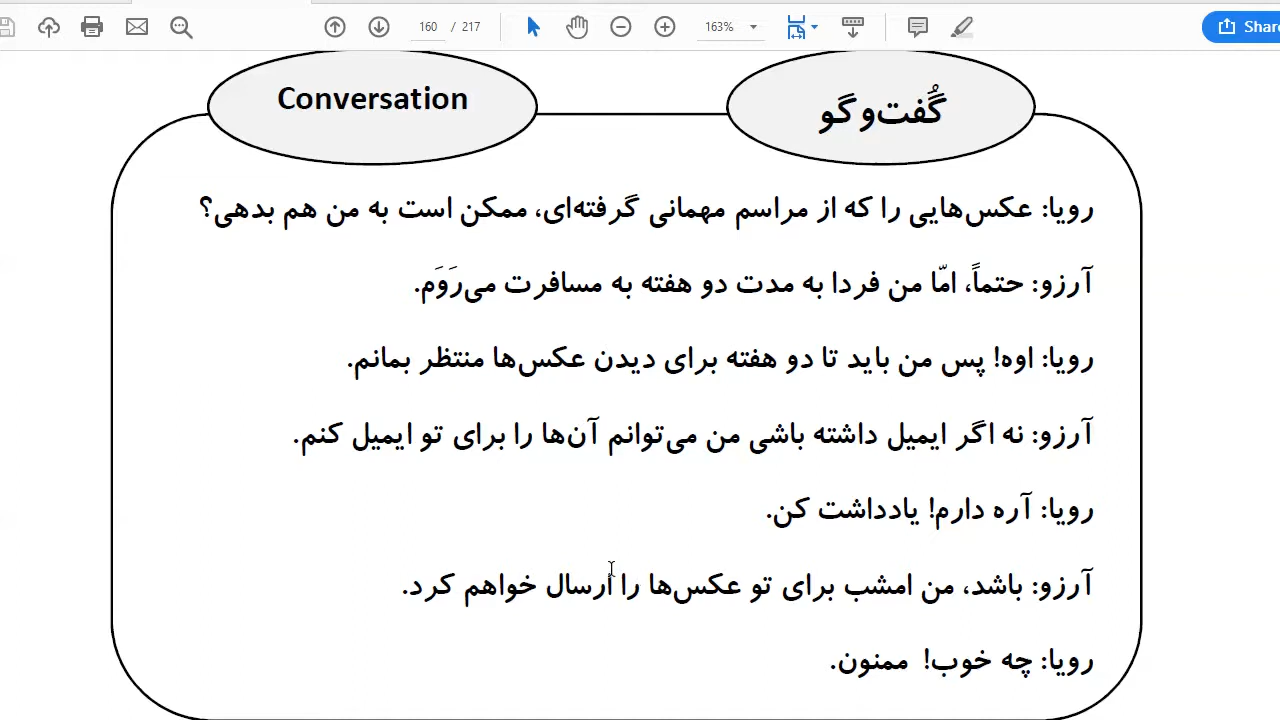 160 / 217
163%
Share
Conversation
گُفت‌وگو
رویا: عکس‌هایی را که از مراسم مهمانی گرفته‌ای، ممکن است به من هم بدهی؟
آرزو: حتماً، امّا من فردا به مدت دو هفته به مسافرت می‌رَوَم.
رویا: اوه! پس من باید تا دو هفته برای دیدن عکس‌ها منتظر بمانم.
آرزو: نه اگر ایمیل داشته باشی من می‌توانم آن‌ها را برای تو ایمیل کنم.
رویا: آره دارم! یادداشت کن.
آرزو: باشد، من امشب برای تو عکس‌ها را ارسال خواهم کرد.
رویا: چه خوب! ممنون.